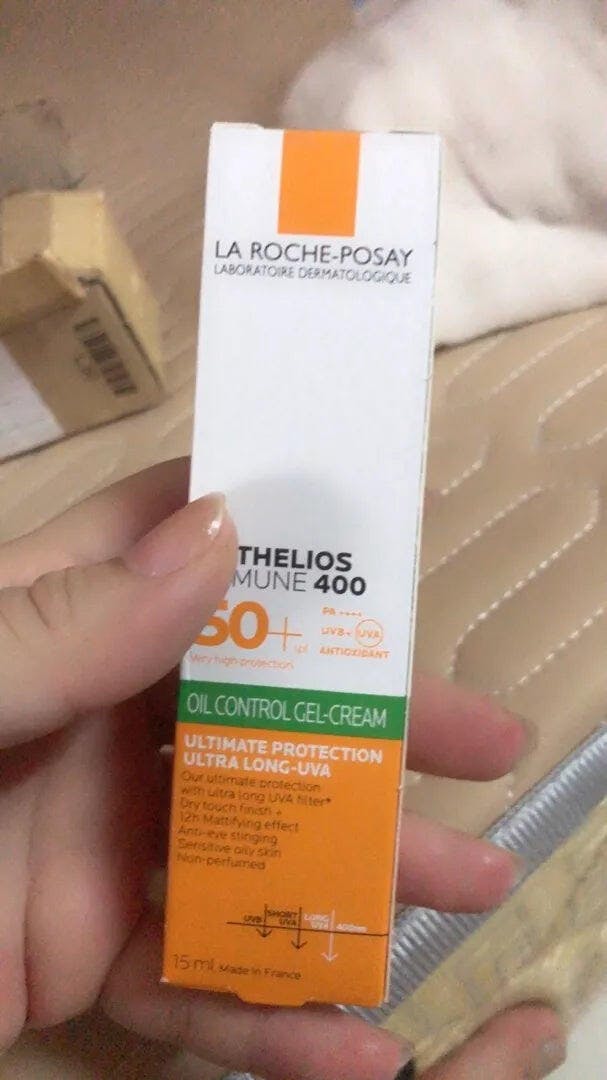 LA ROCHE-POSAY
LABORATOIRE DERMATOLOGIQUE
THELIOS
MUNE 400
50+
spf
PA ++++
UVB+ UVA
ANTIOXIDANT
Very high protection
OIL CONTROL GEL-CREAM
ULTIMATE PROTECTION
ULTRA LONG-UVA
Our ultimate protection
with ultra long UVA filter*
Dry touch finish +
12h Mattifying effect
Anti-eye stinging
Sensitive oily skin
Non-perfumed
UVB
SHORT
UVA
LONG
UVA
400nm
15 ml Made in France